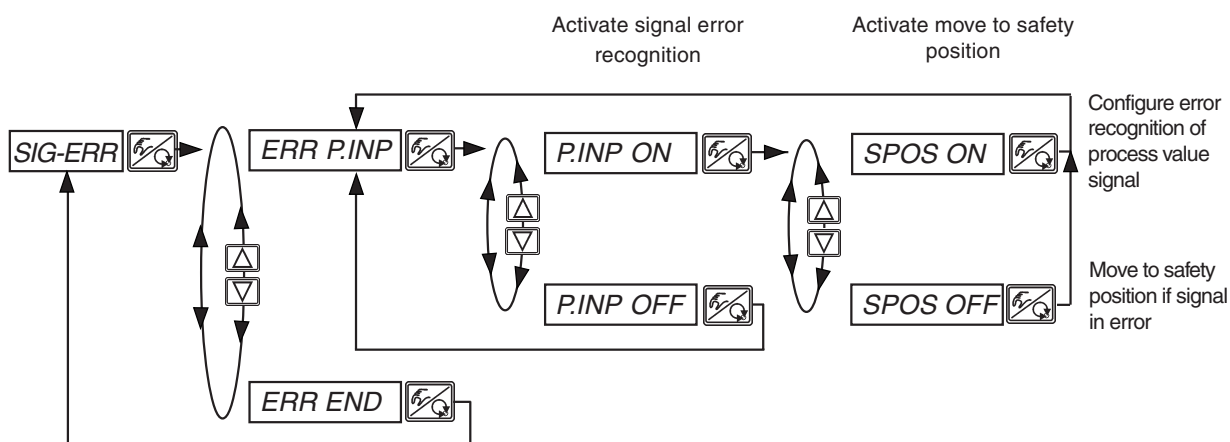 Activate signal error
recognition
Activate move to safety
position
SIG-ERR
ERR P.INP
P.INP ON
SPOS ON
Configure error
recognition of
process value
signal
P.INP OFF
SPOS OFF
Move to safety
position if signal
in error
ERR END